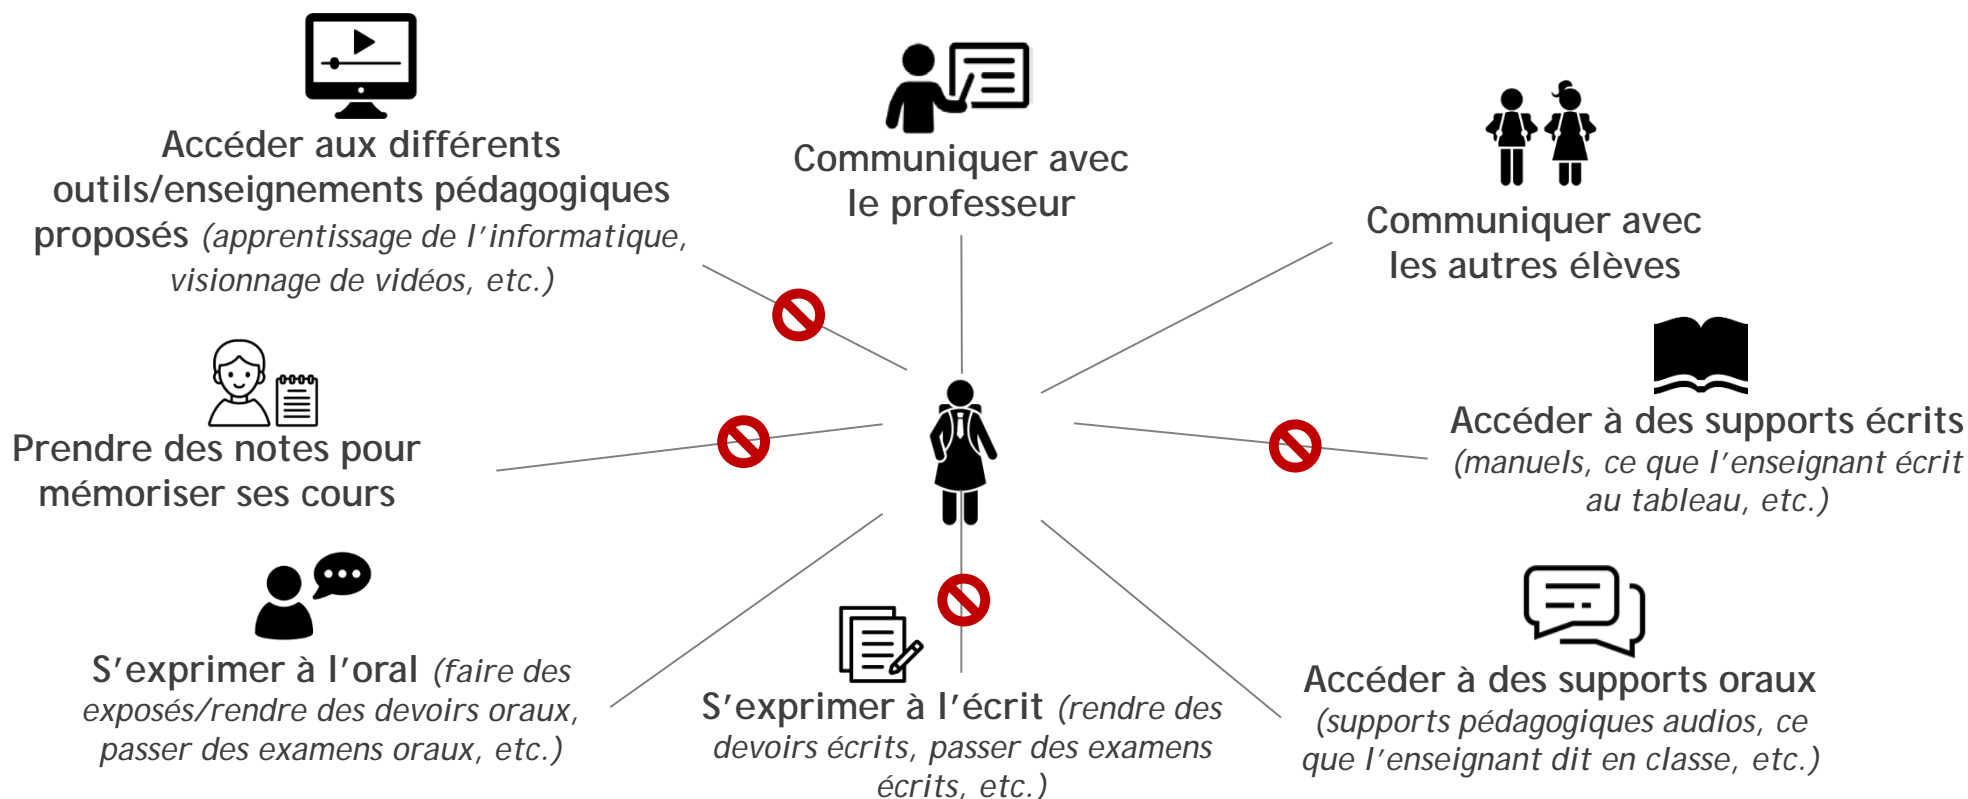 Accéder aux différents
outils/enseignements pédagogiques
proposés (apprentissage de l'informatique,
visionnage de vidéos, etc.)
Communiquer avec
le professeur
Communiquer avec
les autres élèves
Prendre des notes pour
mémoriser ses cours
Accéder à des supports écrits
(manuels, ce que l'enseignant écrit
au tableau, etc.)
S'exprimer à l'oral (faire des
exposés/rendre des devoirs oraux,
passer des examens oraux, etc.)
S'exprimer à l'écrit (rendre des
devoirs écrits, passer des examens
écrits, etc.)
Accéder à des supports oraux
(supports pédagogiques audios, ce
que l'enseignant dit en classe, etc.)